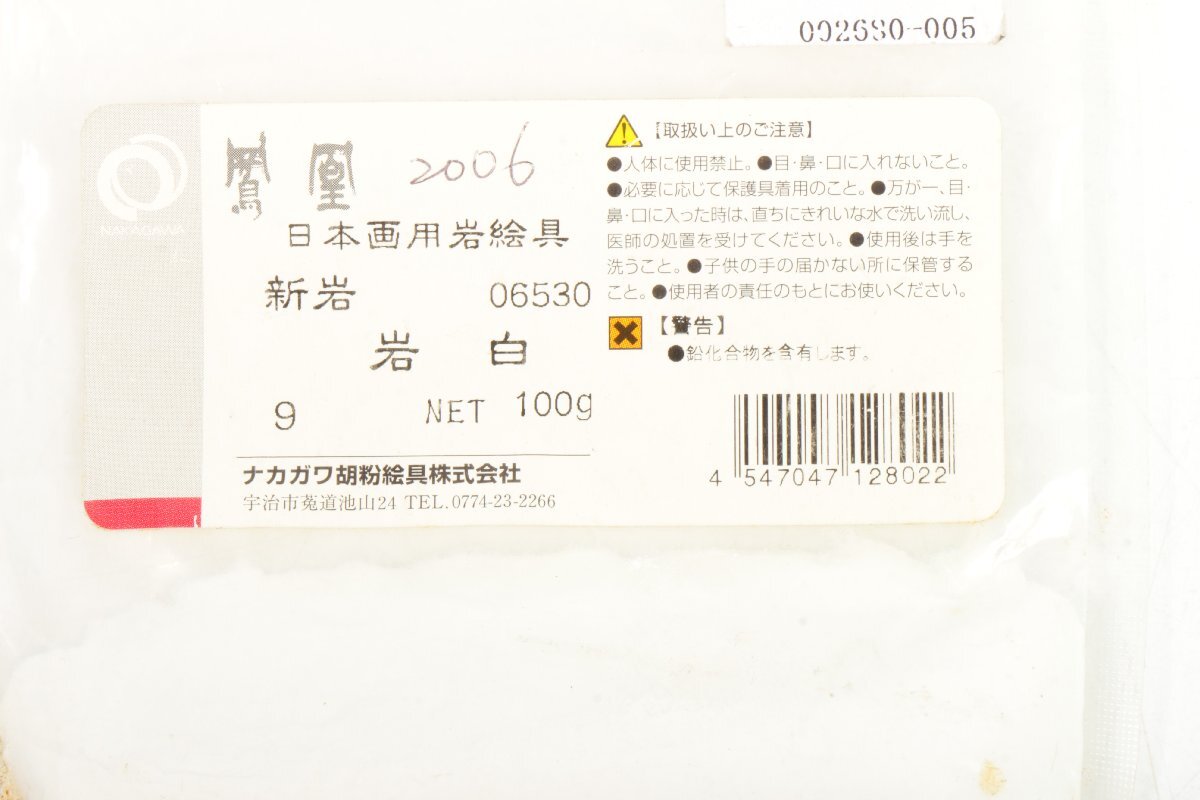 002680-005
NAKAGAWA
鳳凰 2006
日本画用岩絵具
新岩 06530
岩 白
9 NET 100g
ナカガワ胡粉絵具株式会社
宇治市菟道池山24 TEL.0774-23-2266
【取扱い上のご注意】
●人体に使用禁止。●目・鼻・口に入れないこと。
●必要に応じて保護具着用のこと。●万が一、目・
鼻・口に入った時は、直ちにきれいな水で洗い流し、
医師の処置を受けてください。●使用後は手を
洗うこと。●子供の手の届かない所に保管する
こと。●使用者の責任のもとにお使いください。
【警告】
●鉛化合物を含有します。
4 547047 128022